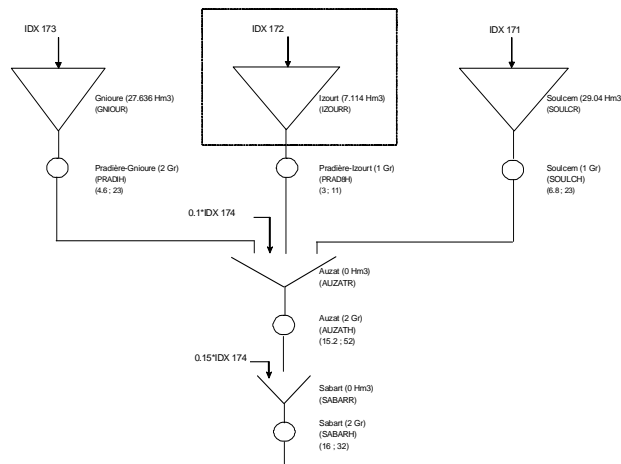 IDX 173
IDX 172
IDX 171
Gnioure (27.636 Hm3)
(GNIOUR)
Izourt (7.114 Hm3)
(IZOURR)
Soulcem (29.04 Hm3
(SOULCR)
Pradière-Gnioure (2 Gr)
(PRADIH)
(4.6 ; 23)
Pradière-Izourt (1 Gr)
(PRAD8H)
(3 ; 11)
Soulcem (1 Gr)
(SOULCH)
(6.8 ; 23)
0.1*IDX 174
Auzat (0 Hm3)
(AUZATR)
Auzat (2 Gr)
(AUZATH)
(15.2 ; 52)
0.15*IDX 174
Sabart (0 Hm3)
(SABARR)
Sabart (2 Gr)
(SABARH)
(16 ; 32)